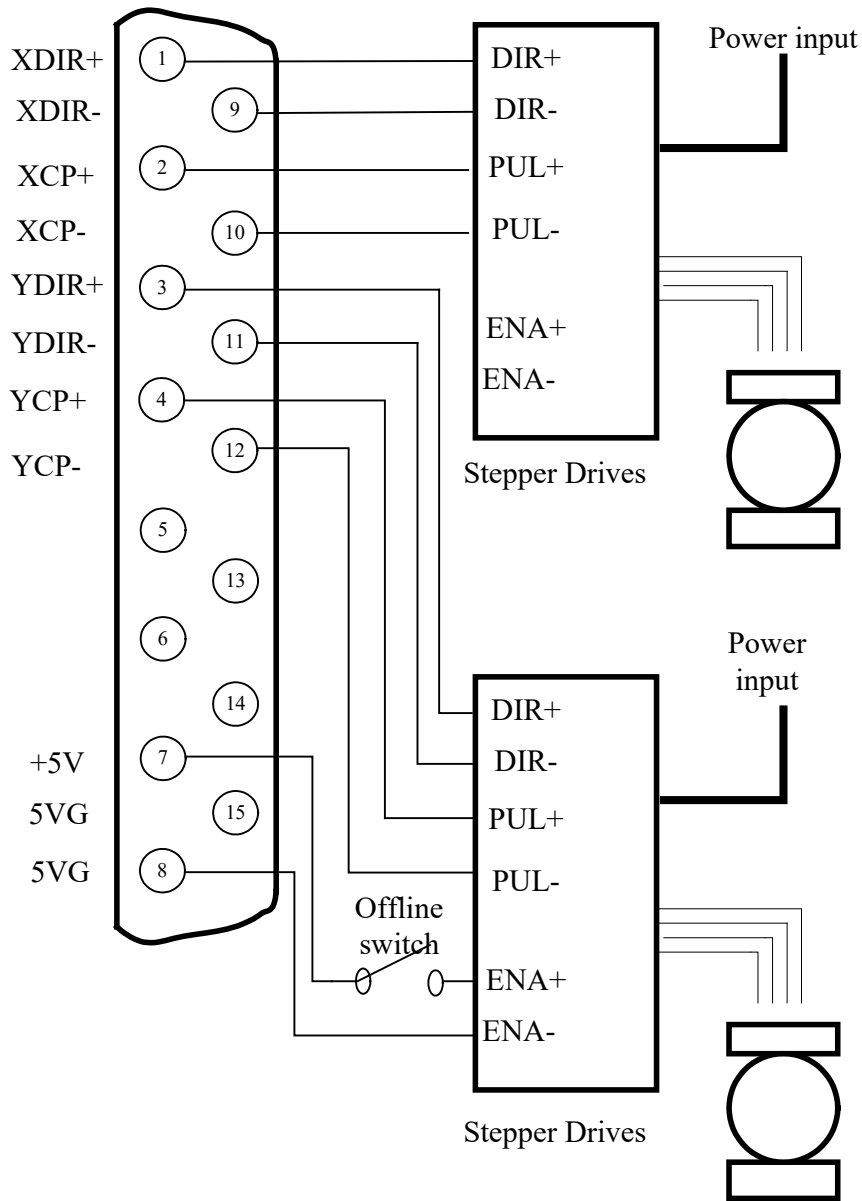 XDIR+
1
DIR+
Power input
XDIR-
9
DIR-
XCP+
2
PUL+
XCP-
10
PUL-
YDIR+
3
YDIR-
11
ENA+
YCP+
4
ENA-
YCP-
12
Stepper Drives
5
13
6
Power
input
14
DIR+
+5V
7
DIR-
5VG
15
PUL+
5VG
8
PUL-
Offline
switch
ENA+
ENA-
Stepper Drives